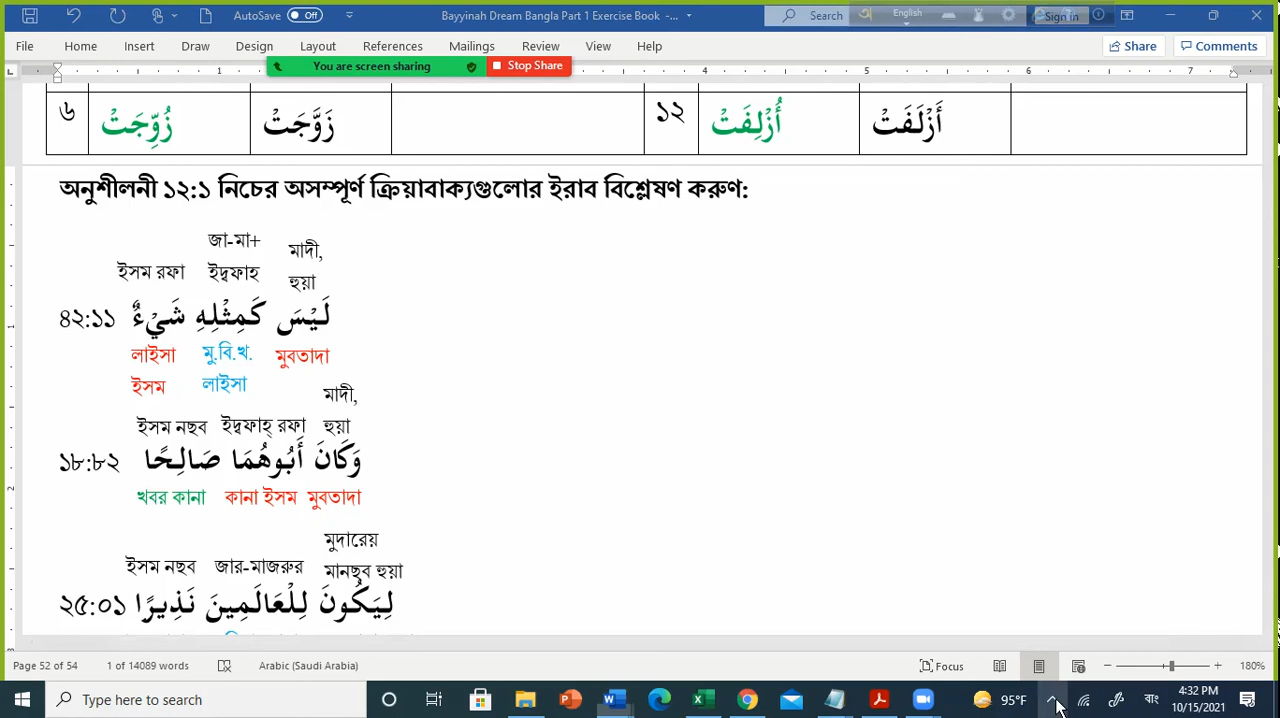 AutoSave Off Bayyinah Dream Bangla Part 1 Exercise Book - ... Search English Sign in
File Home Insert Draw Design Layout References Mailings Review View Help Share Comments
You are screen sharing Stop Share
1 4 5 6 7
৬ زُوِّجَتْ زَوَّجَتْ ১২ أُزْلِفَتْ أَزْلَفَتْ
অনুশীলনী ১২:১ নিচের অসম্পূর্ণ ক্রিয়াবাক্যগুলোর ইরাব বিশ্লেষণ করুণ:
জা-মা+ মাদী,
ইসম রফা ইদ্বফাহ হুয়া
৪২:১১ لَيْسَ كَمِثْلِهِ شَيْءٌ
লাইসা মু.বি.খ. মুবতাদা
ইসম লাইসা
মাদী,
ইসম নছব ইদ্বফাহ্ রফা হুয়া
১৮:৮২ وَكَانَ أَبُوهُمَا صَالِحًا
খবর কানা কানা ইসম মুবতাদা
মুদারেয়
ইসম নছব জার-মাজরুর মানছুব হুয়া
২৫:০১ لِيَكُونَ لِلْعَالَمِينَ نَذِيرًا
Page 52 of 54 1 of 14089 words Arabic (Saudi Arabia) Focus 180%
Type here to search 95°F বাং 4:32 PM
10/15/2021